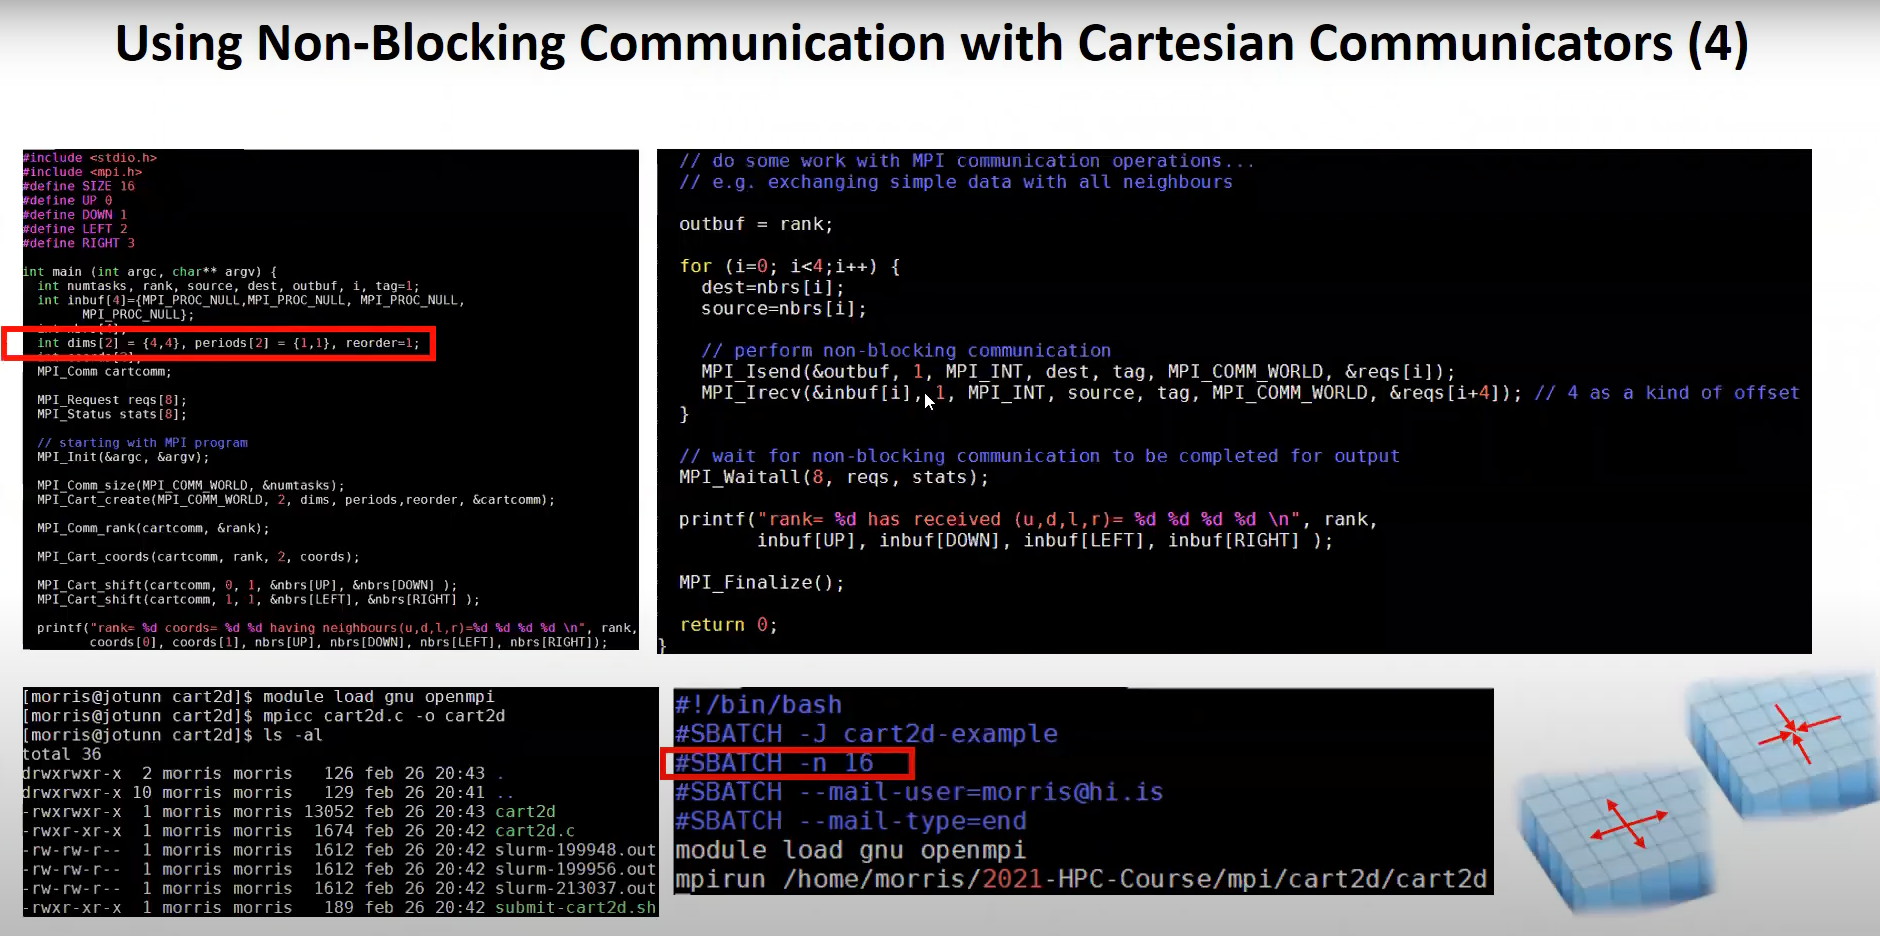 Using Non-Blocking Communication with Cartesian Communicators (4)
#include <stdio.h>
#include <mpi.h>
#define SIZE 16
#define UP 0
#define DOWN 1
#define LEFT 2
#define RIGHT 3
int main (int argc, char** argv) {
int numtasks, rank, source, dest, outbuf, i, tag=1;
int inbuf[4]={MPI_PROC_NULL,MPI_PROC_NULL, MPI_PROC_NULL,
MPI_PROC_NULL};
int dims[2] = {4,4}, periods[2] = {1,1}, reorder=1;
MPI_Comm cartcomm;
MPI_Request reqs[8];
MPI_Status stats[8];
// starting with MPI program
MPI_Init(&argc, &argv);
MPI_Comm_size(MPI_COMM_WORLD, &numtasks);
MPI_Cart_create(MPI_COMM_WORLD, 2, dims, periods,reorder, &cartcomm);
MPI_Comm_rank(cartcomm, &rank);
MPI_Cart_coords(cartcomm, rank, 2, coords);
MPI_Cart_shift(cartcomm, 0, 1, &nbrs[UP], &nbrs[DOWN] );
MPI_Cart_shift(cartcomm, 1, 1, &nbrs[LEFT], &nbrs[RIGHT] );
printf("rank= %d coords= %d %d having neighbours(u,d,l,r)=%d %d %d %d \n", rank,
coords[0], coords[1], nbrs[UP], nbrs[DOWN], nbrs[LEFT], nbrs[RIGHT]);
// do some work with MPI communication operations...
// e.g. exchanging simple data with all neighbours
outbuf = rank;
for (i=0; i<4;i++) {
dest=nbrs[i];
source=nbrs[i];
// perform non-blocking communication
MPI_Isend(&outbuf, 1, MPI_INT, dest, tag, MPI_COMM_WORLD, &reqs[i]);
MPI_Irecv(&inbuf[i], 1, MPI_INT, source, tag, MPI_COMM_WORLD, &reqs[i+4]); // 4 as a kind of offset
}
// wait for non-blocking communication to be completed for output
MPI_Waitall(8, reqs, stats);
printf("rank= %d has received (u,d,l,r)= %d %d %d %d \n", rank,
inbuf[UP], inbuf[DOWN], inbuf[LEFT], inbuf[RIGHT] );
MPI_Finalize();
return 0;
}
[morris@jotunn cart2d]$ module load gnu openmpi
[morris@jotunn cart2d]$ mpicc cart2d.c -o cart2d
[morris@jotunn cart2d]$ ls -al
total 36
drwxrwxr-x 2 morris morris 126 feb 26 20:43 .
drwxrwxr-x 10 morris morris 129 feb 26 20:41 ..
-rwxrwxr-x 1 morris morris 13052 feb 26 20:43 cart2d
-rwxr-xr-x 1 morris morris 1674 feb 26 20:42 cart2d.c
-rw-rw-r-- 1 morris morris 1612 feb 26 20:42 slurm-199948.out
-rw-rw-r-- 1 morris morris 1612 feb 26 20:42 slurm-199956.out
-rw-rw-r-- 1 morris morris 1612 feb 26 20:42 slurm-213037.out
-rwxr-xr-x 1 morris morris 189 feb 26 20:42 submit-cart2d.sh
#!/bin/bash
#SBATCH -J cart2d-example
#SBATCH -n 16
#SBATCH --mail-user=morris@hi.is
#SBATCH --mail-type=end
module load gnu openmpi
mpirun /home/morris/2021-HPC-Course/mpi/cart2d/cart2d